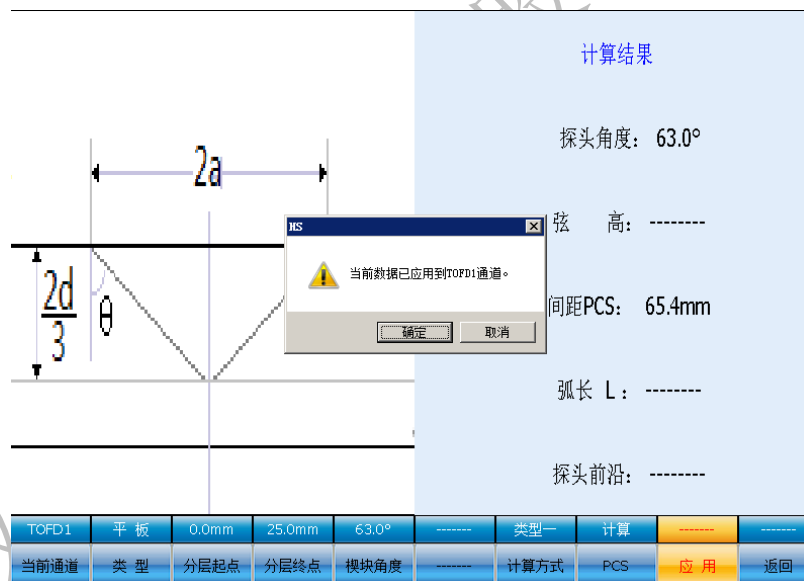 计算结果
探头角度: 63.0°
2a
HS
弦 高: --------
当前数据已应用到TOFD1通道。
2d
3
θ
间距PCS: 65.4mm
确定 取消
弧长 L: --------
探头前沿: --------
TOFD1 平 板 0.0mm 25.0mm 63.0° ------- 类型一 计算 ------- -------
当前通道 类 型 分层起点 分层终点 楔块角度 ------- 计算方式 PCS 应 用 返回